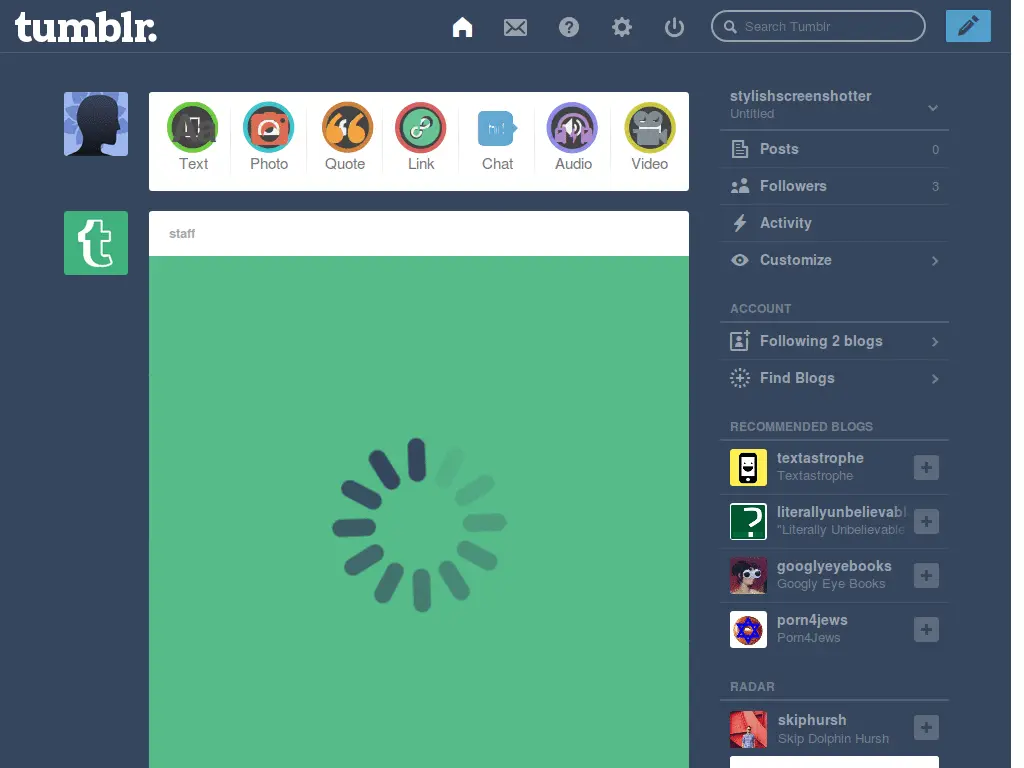 tumblr.
Search Tumblr
Text
Photo
Quote
Link
Chat
Audio
Video
staff
stylishscreenshotter
Untitled
Posts 0
Followers 3
Activity
Customize
ACCOUNT
Following 2 blogs
Find Blogs
RECOMMENDED BLOGS
textastrophe
Textastrophe
literallyunbelievabl
"Literally Unbelievable
googlyeyebooks
Googly Eye Books
porn4jews
Porn4Jews
RADAR
skiphursh
Skip Dolphin Hursh